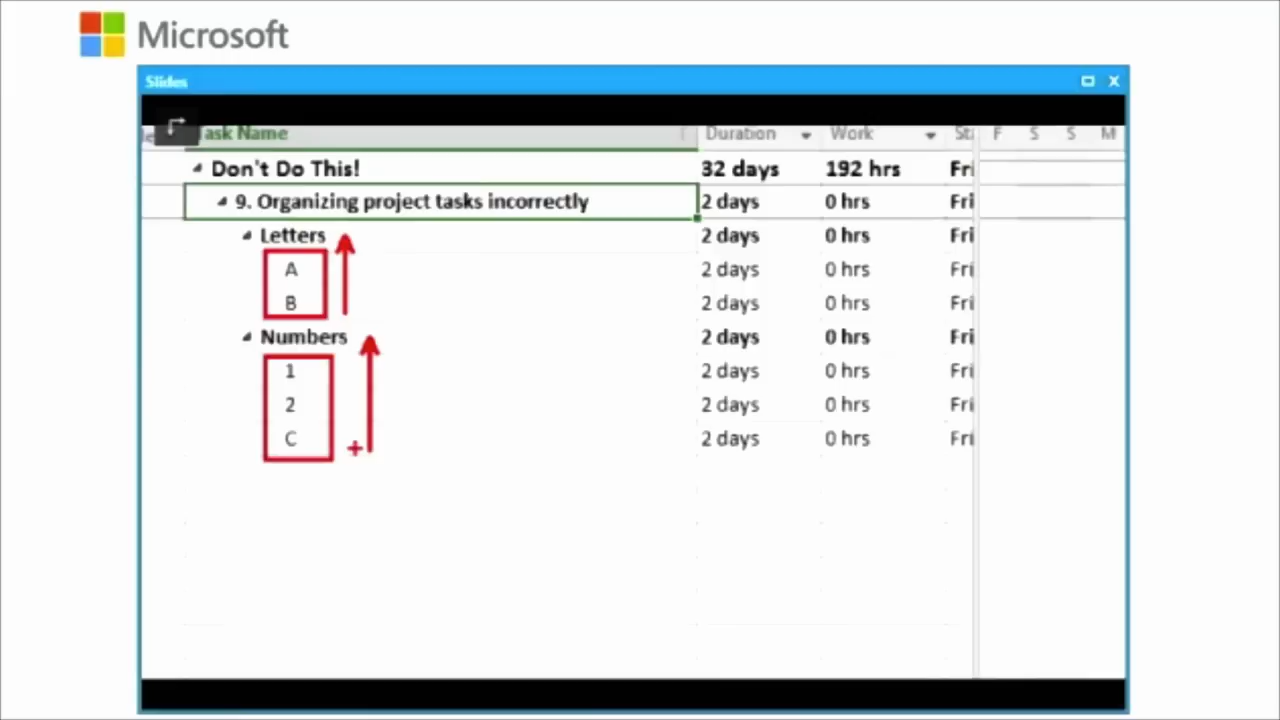 Microsoft
Slides
Task Name Duration Work F S S M
Don't Do This! 32 days 192 hrs Fri
9. Organizing project tasks incorrectly 2 days 0 hrs Fri
Letters 2 days 0 hrs Fri
A 2 days 0 hrs Fri
B 2 days 0 hrs Fri
Numbers 2 days 0 hrs Fri
1 2 days 0 hrs Fri
2 2 days 0 hrs Fri
C 2 days 0 hrs Fri